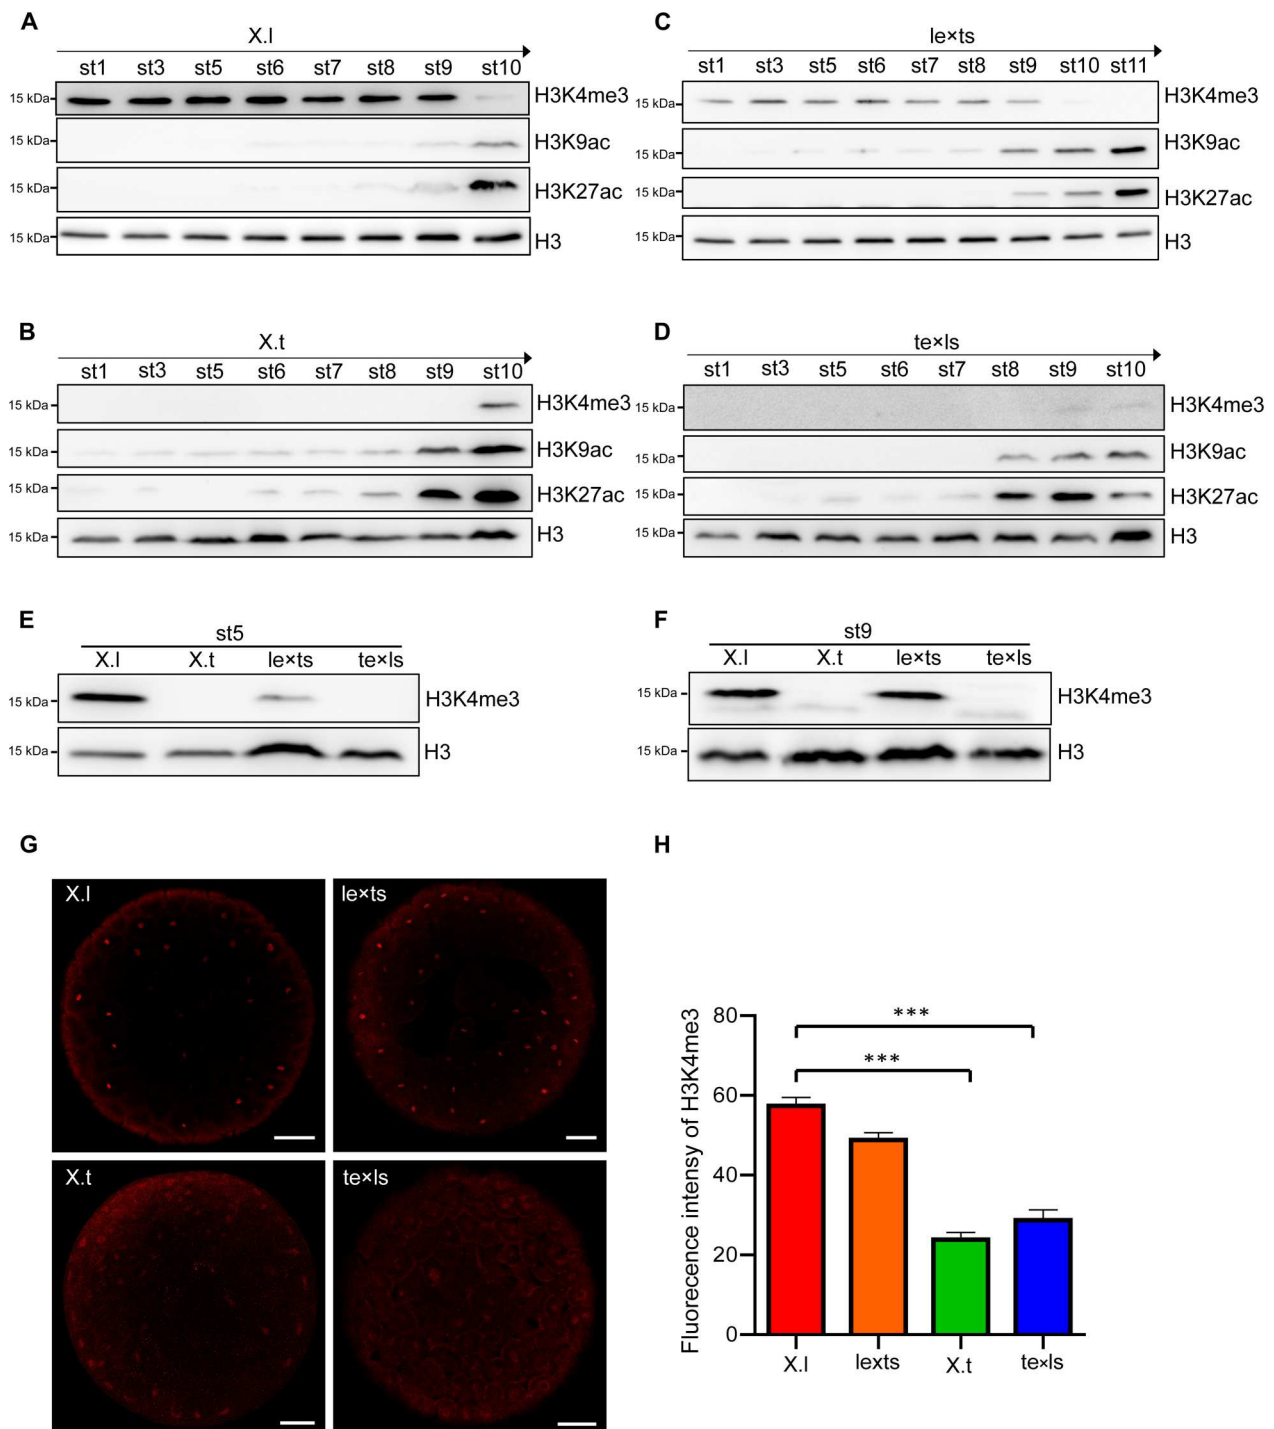 A
X.l
st1 st3 st5 st6 st7 st8 st9 st10
15 kDa H3K4me3
15 kDa H3K9ac
15 kDa H3K27ac
15 kDa H3
C
le×ts
st1 st3 st5 st6 st7 st8 st9 st10 st11
15 kDa H3K4me3
15 kDa H3K9ac
15 kDa H3K27ac
15 kDa H3
B
X.t
st1 st3 st5 st6 st7 st8 st9 st10
15 kDa H3K4me3
15 kDa H3K9ac
15 kDa H3K27ac
15 kDa H3
D
te×ls
st1 st3 st5 st6 st7 st8 st9 st10
15 kDa H3K4me3
15 kDa H3K9ac
15 kDa H3K27ac
15 kDa H3
E
st5
X.l X.t le×ts te×ls
15 kDa H3K4me3
15 kDa H3
F
st9
X.l X.t le×ts te×ls
15 kDa H3K4me3
15 kDa H3
G
X.l le×ts
X.t te×ls
H
Fluorecence intensy of H3K4me3
80
60
40
20
0
***
***
X.l lexts X.t te×ls